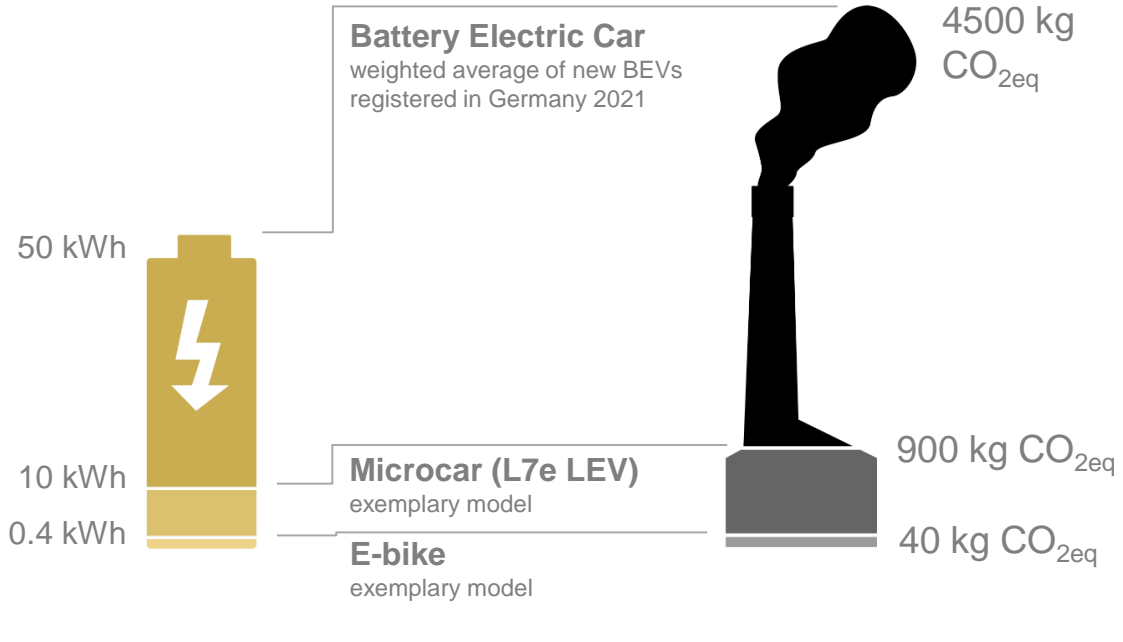 Battery Electric Car
weighted average of new BEVs
registered in Germany 2021
4500 kg
CO2eq
50 kWh
10 kWh
Microcar (L7e LEV)
exemplary model
900 kg CO2eq
0.4 kWh
E-bike
exemplary model
40 kg CO2eq